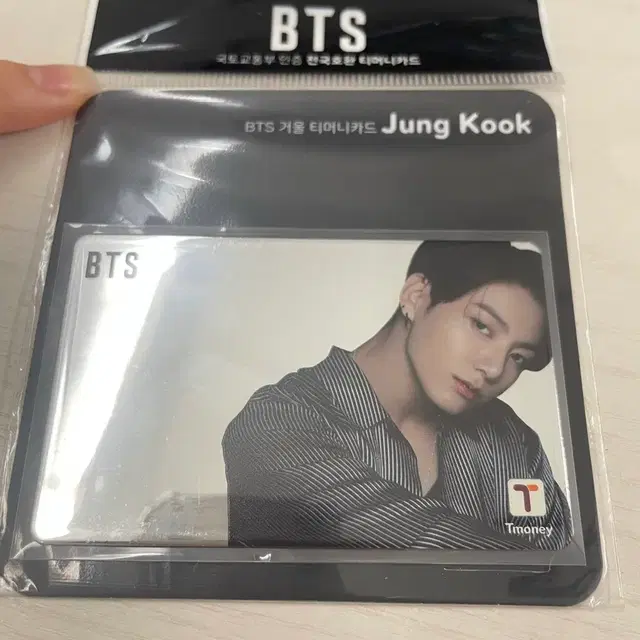 BTS
국토교통부 인증 전국호환 티머니카드
BTS 거울 티머니카드 Jung Kook
BTS
T
Tmoney